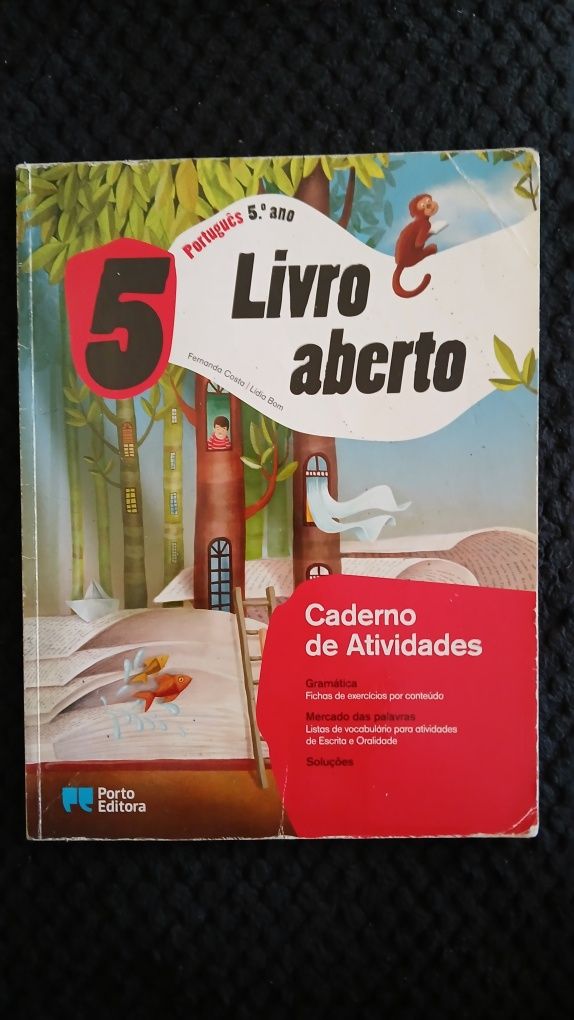 Português 5.º ano
5
Livro
aberto
Fernanda Costa | Lídia Bom
Caderno
de Atividades
Gramática
Fichas de exercícios por conteúdo
Mercado das palavras
Listas de vocabulário para atividades
de Escrita e Oralidade
Soluções
Porto
Editora